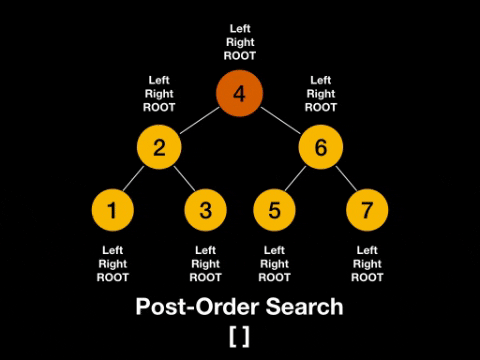 Left
Right
ROOT
4
Left
Right
ROOT
Left
Right
ROOT
2
6
1
3
5
7
Left
Right
ROOT
Left
Right
ROOT
Left
Right
ROOT
Left
Right
ROOT
Post-Order Search
[ ]